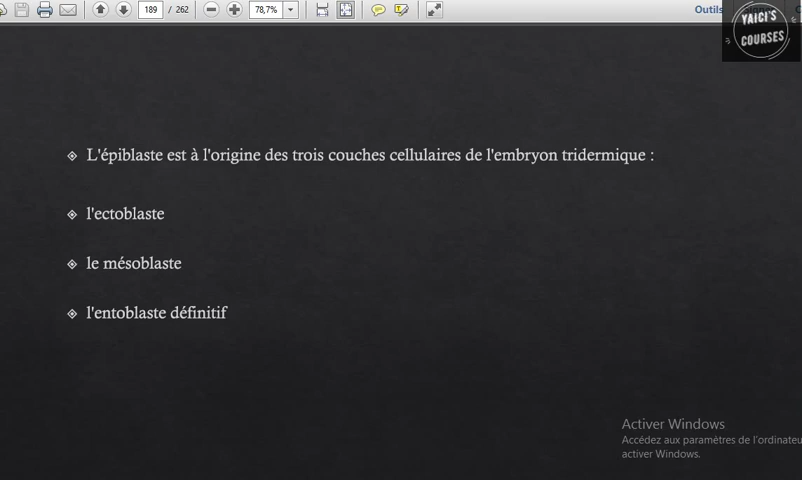 189 / 262 78,7% Outils
YAICI'S
COURSES
L'épiblaste est à l'origine des trois couches cellulaires de l'embryon tridermique :
l'ectoblaste
le mésoblaste
l'entoblaste définitif
Activer Windows
Accédez aux paramètres de l'ordinateu
activer Windows.